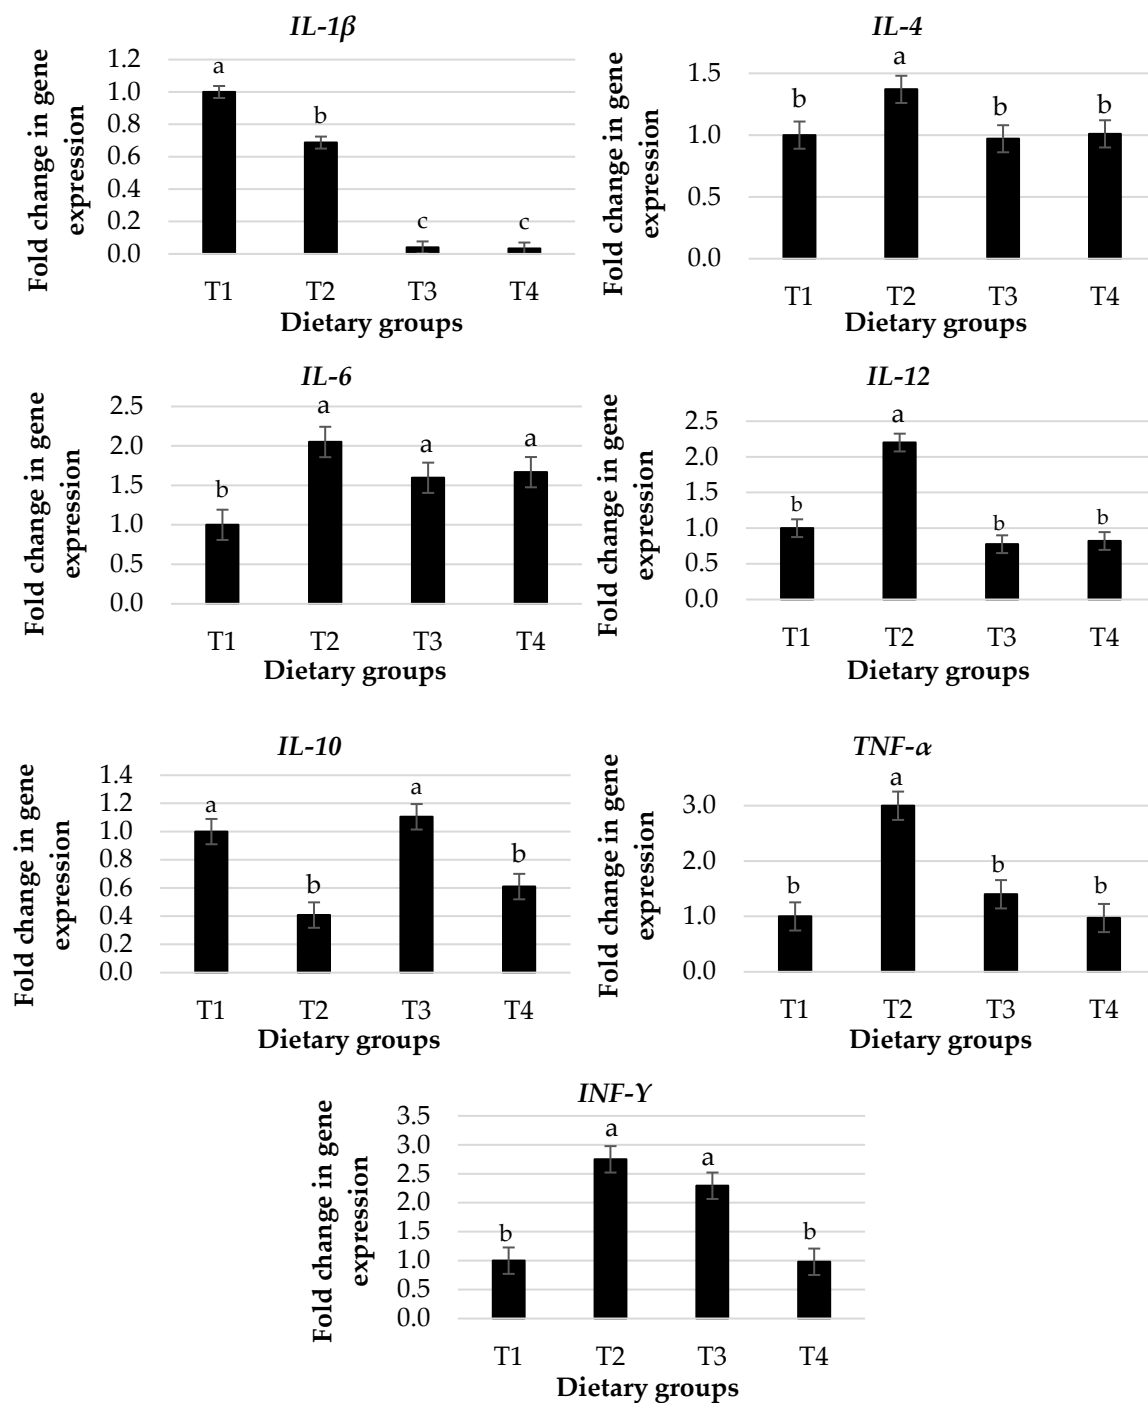 IL-1β
Fold change in gene
expression
1.2
1.0
0.8
0.6
0.4
0.2
0.0
a
b
c
c
T1 T2 T3 T4
Dietary groups
IL-4
Fold change in gene
expression
1.5
1.0
0.5
0.0
b
a
b
b
T1 T2 T3 T4
Dietary groups
IL-6
Fold change in gene
expression
2.5
2.0
1.5
1.0
0.5
0.0
b
a
a
a
T1 T2 T3 T4
Dietary groups
IL-12
Fold change in gene
expression
2.5
2.0
1.5
1.0
0.5
0.0
b
a
b
b
T1 T2 T3 T4
Dietary groups
IL-10
Fold change in gene
expression
1.4
1.2
1.0
0.8
0.6
0.4
0.2
0.0
a
b
a
b
T1 T2 T3 T4
Dietary groups
TNF-α
Fold change in gene
expression
3.0
2.0
1.0
0.0
b
a
b
b
T1 T2 T3 T4
Dietary groups
INF-Y
Fold change in gene
expression
3.5
3.0
2.5
2.0
1.5
1.0
0.5
0.0
b
a
a
b
T1 T2 T3 T4
Dietary groups